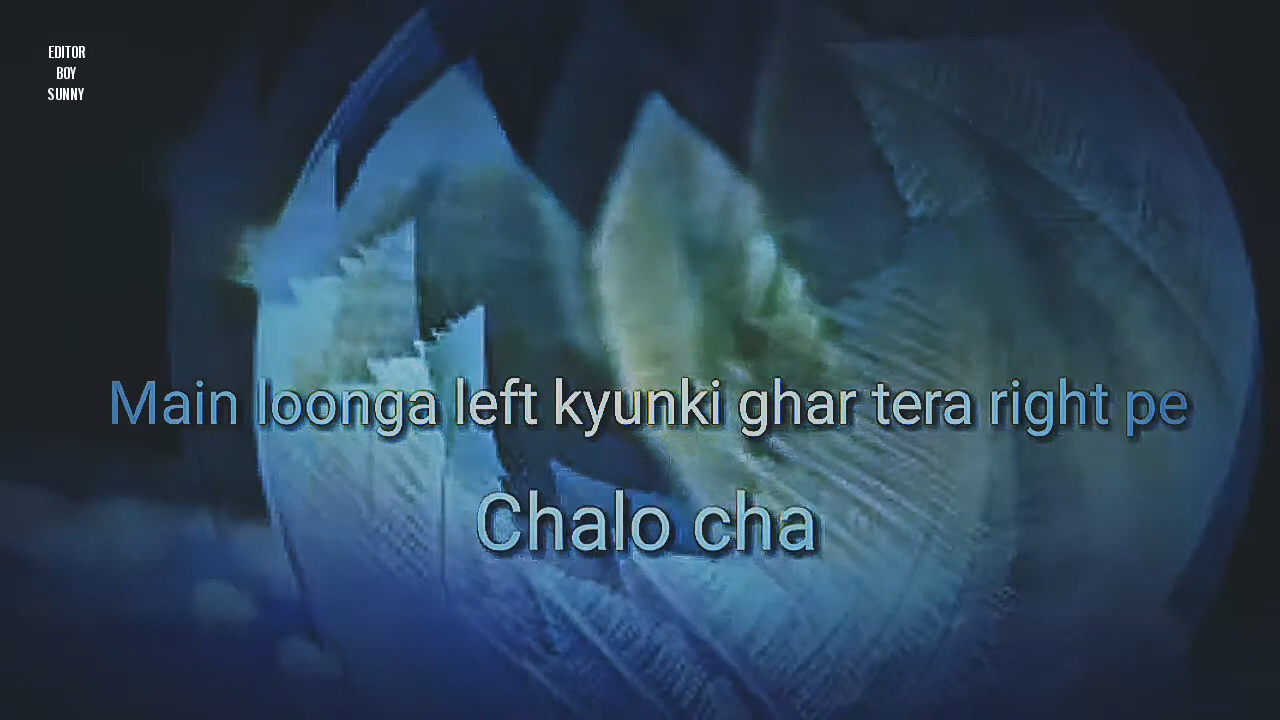 EDITOR
BOY
SUNNY
Main loonga left kyunki ghar tera right pe
Chalo cha